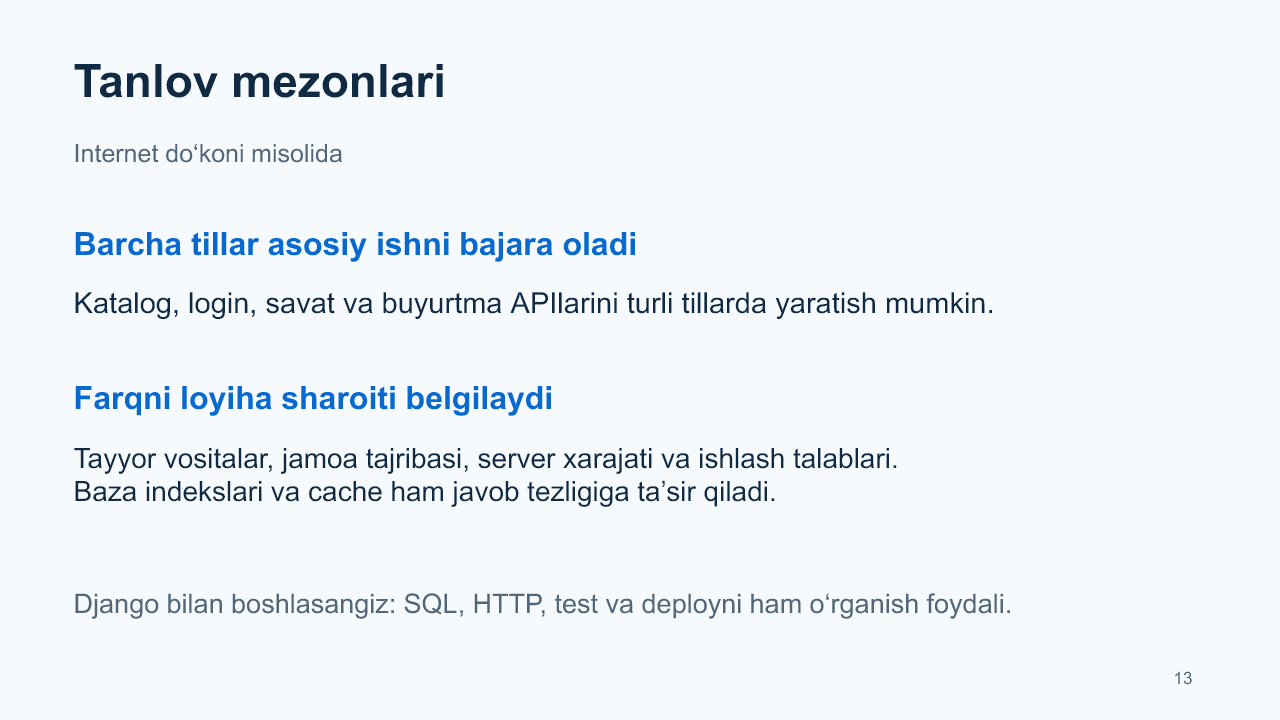 Tanlov mezonlari
Internet do‘koni misolida
Barcha tillar asosiy ishni bajara oladi
Katalog, login, savat va buyurtma APIlarini turli tillarda yaratish mumkin.
Farqni loyiha sharoiti belgilaydi
Tayyor vositalar, jamoa tajribasi, server xarajati va ishlash talablari.
Baza indekslari va cache ham javob tezligiga ta’sir qiladi.
Django bilan boshlasangiz: SQL, HTTP, test va deployni ham o‘rganish foydali.
13